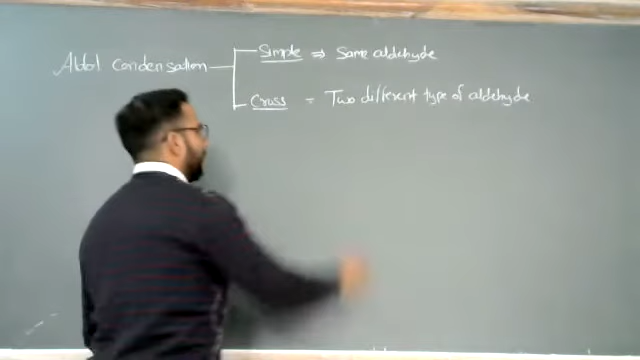 Aldol Condensation
Simple ⇒ Same aldehyde
Cross = Two different type of aldehyde